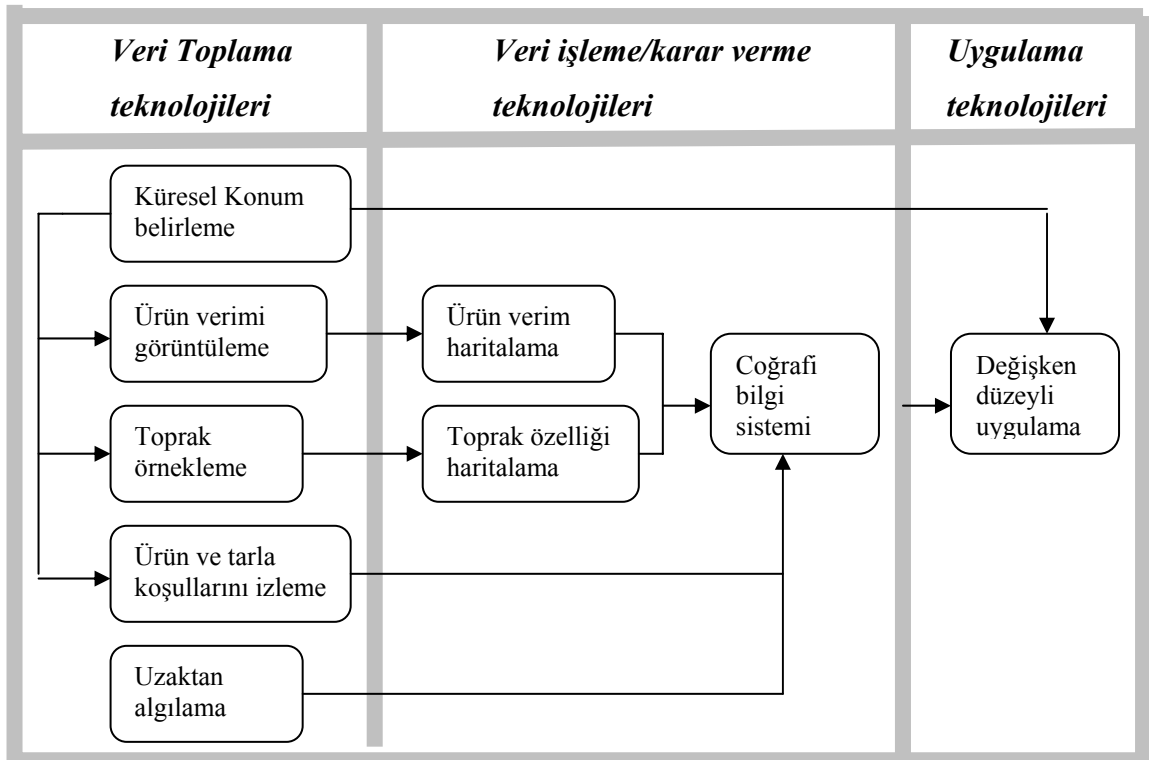 Veri Toplama
teknolojileri
Veri işleme/karar verme
teknolojileri
Uygulama
teknolojileri
Küresel Konum
belirleme
Ürün verimi
görüntüleme
Ürün verim
haritalama
Coğrafi
bilgi
sistemi
Değişken
düzeyli
uygulama
Toprak
örnekleme
Toprak özelliği
haritalama
Ürün ve tarla
koşullarını izleme
Uzaktan
algılama